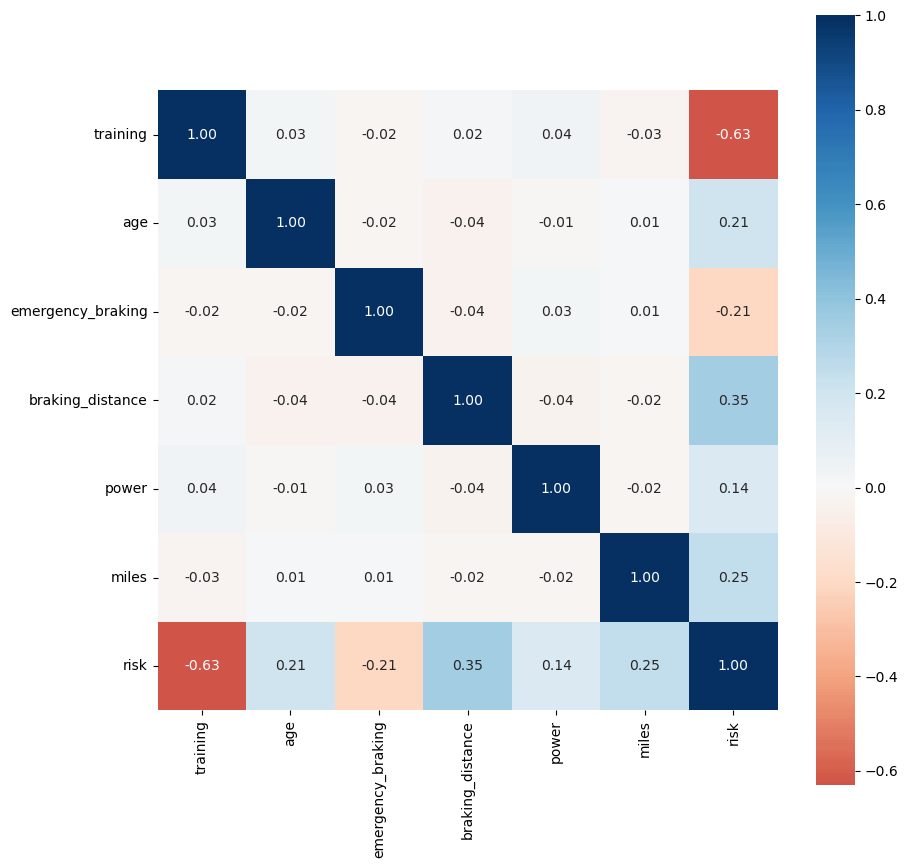 training 1.00 0.03 -0.02 0.02 0.04 -0.03 -0.63
age 0.03 1.00 -0.02 -0.04 -0.01 0.01 0.21
emergency_braking -0.02 -0.02 1.00 -0.04 0.03 0.01 -0.21
braking_distance 0.02 -0.04 -0.04 1.00 -0.04 -0.02 0.35
power 0.04 -0.01 0.03 -0.04 1.00 -0.02 0.14
miles -0.03 0.01 0.01 -0.02 -0.02 1.00 0.25
risk -0.63 0.21 -0.21 0.35 0.14 0.25 1.00
training
age
emergency_braking
braking_distance
power
miles
risk
1.0
0.8
0.6
0.4
0.2
0.0
−0.2
−0.4
−0.6